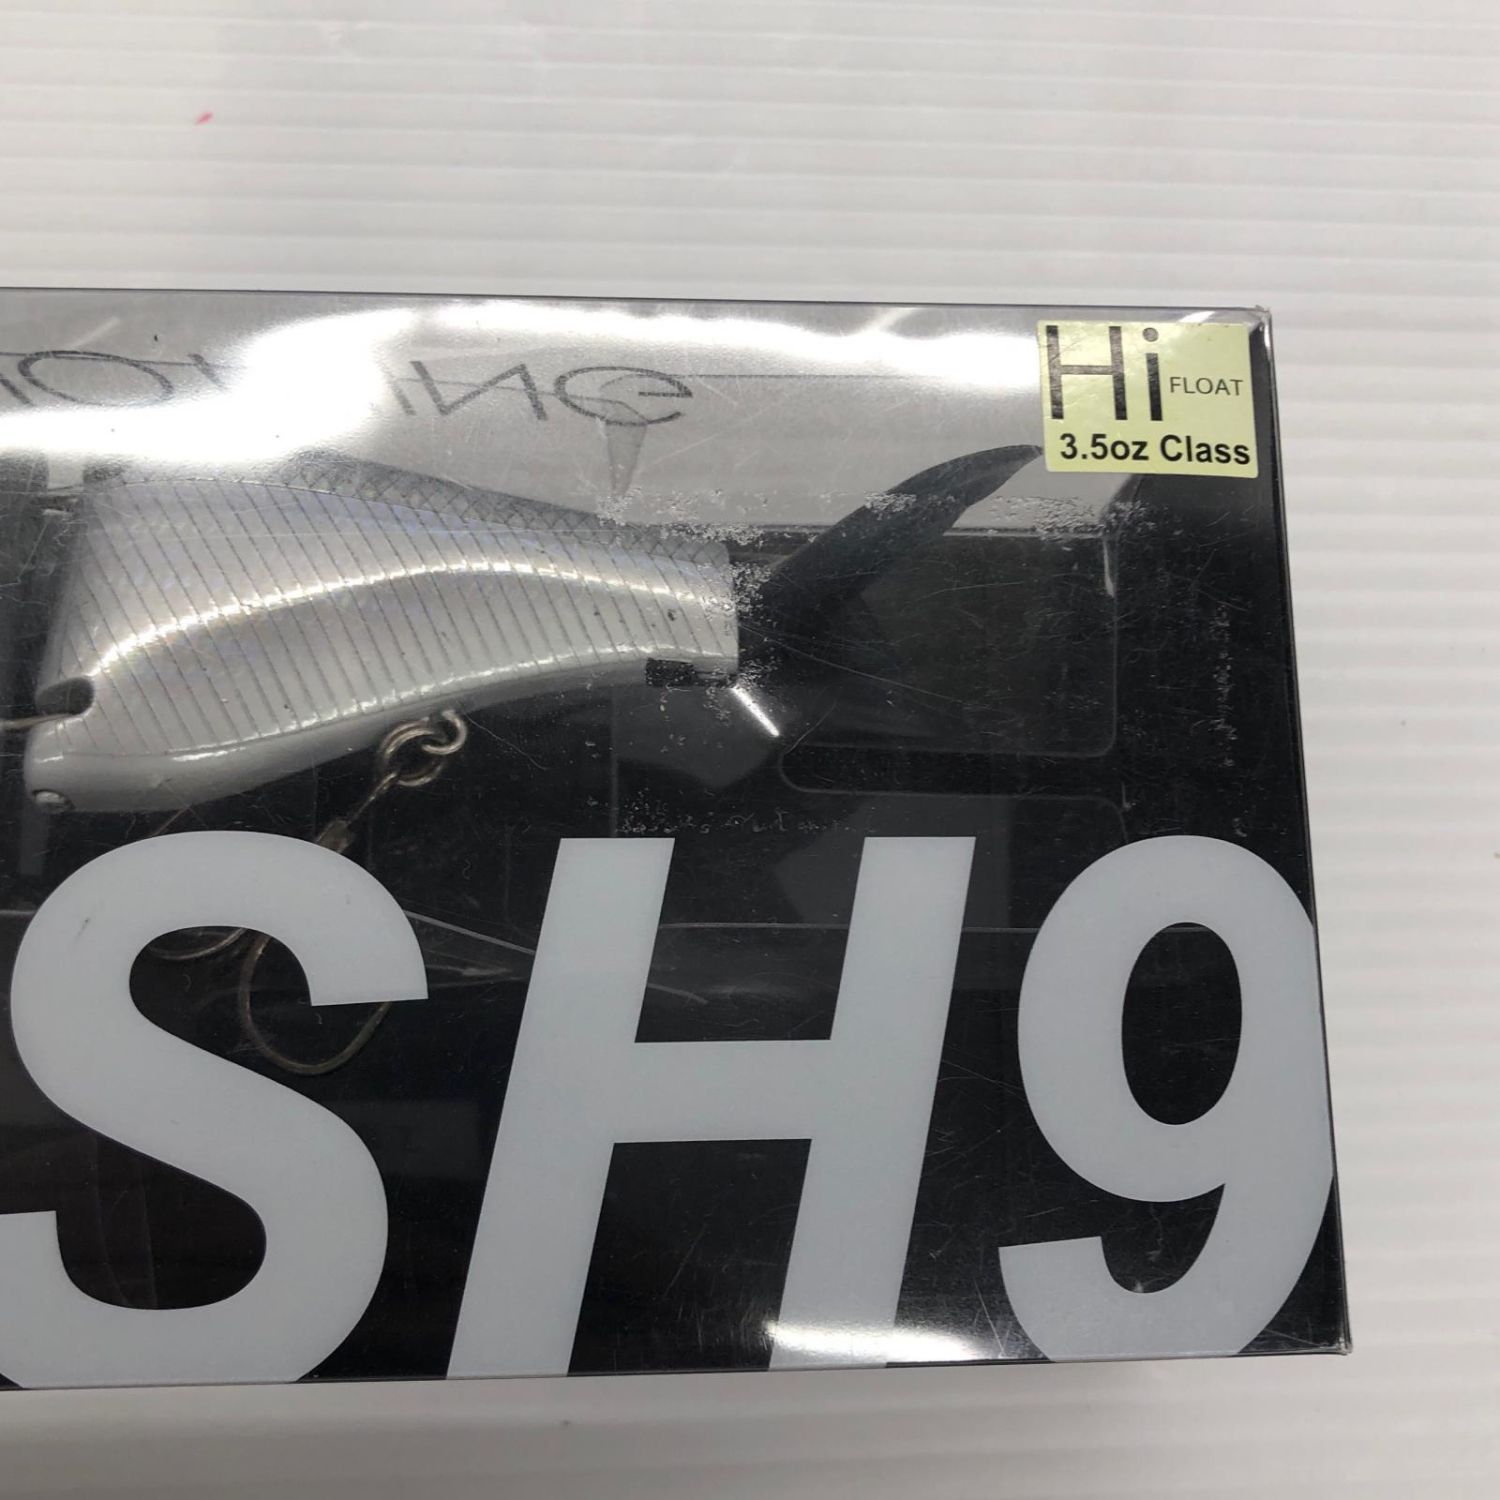 Hi FLOAT
3.5oz Class
SH9